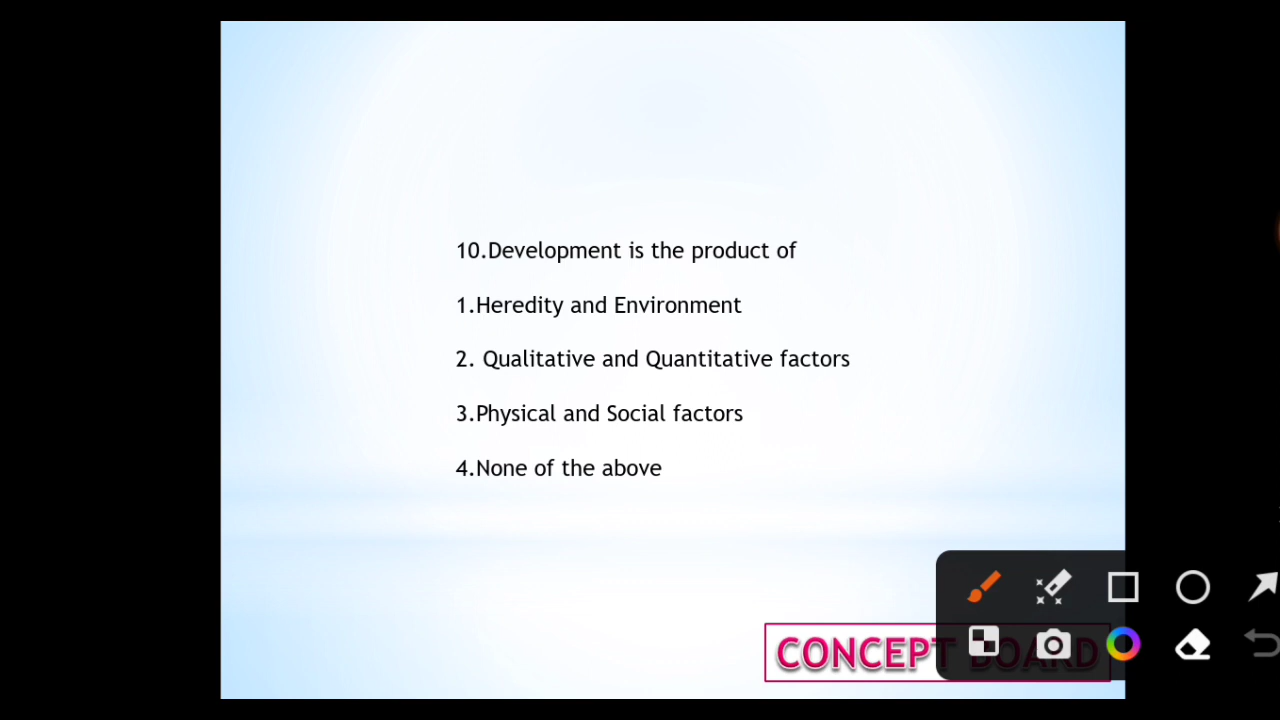 10.Development is the product of
1.Heredity and Environment
2. Qualitative and Quantitative factors
3.Physical and Social factors
4.None of the above
CONCEPT BOARD